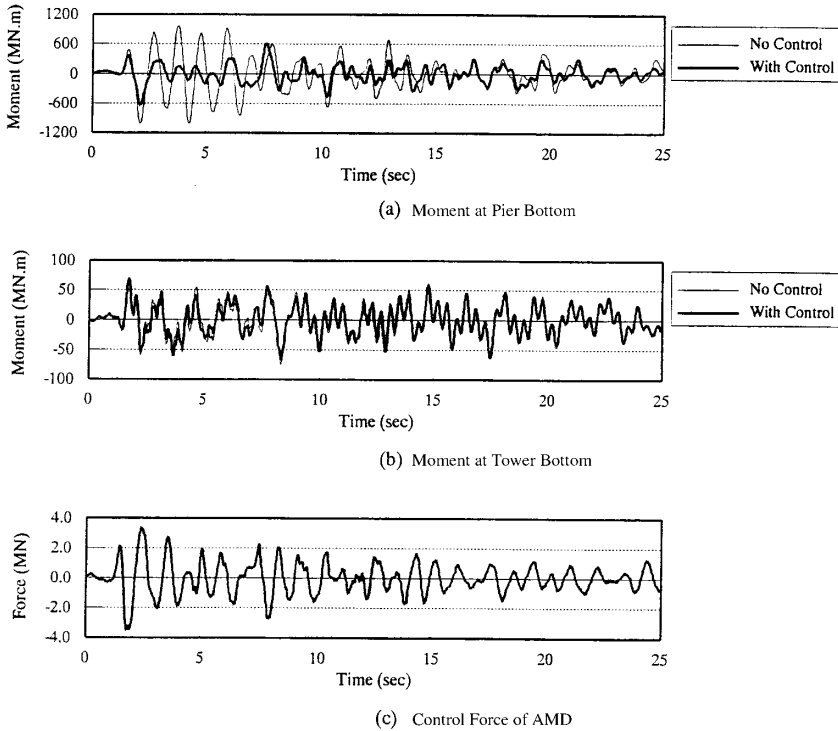 Moment (MN.m)
1200
600
0
-600
-1200
0 5 10 15 20 25
Time (sec)
No Control
With Control
(a) Moment at Pier Bottom
Moment (MN.m)
100
50
0
-50
-100
0 5 10 15 20 25
Time (sec)
No Control
With Control
(b) Moment at Tower Bottom
Force (MN)
4.0
2.0
0.0
-2.0
-4.0
0 5 10 15 20 25
Time (sec)
(c) Control Force of AMD